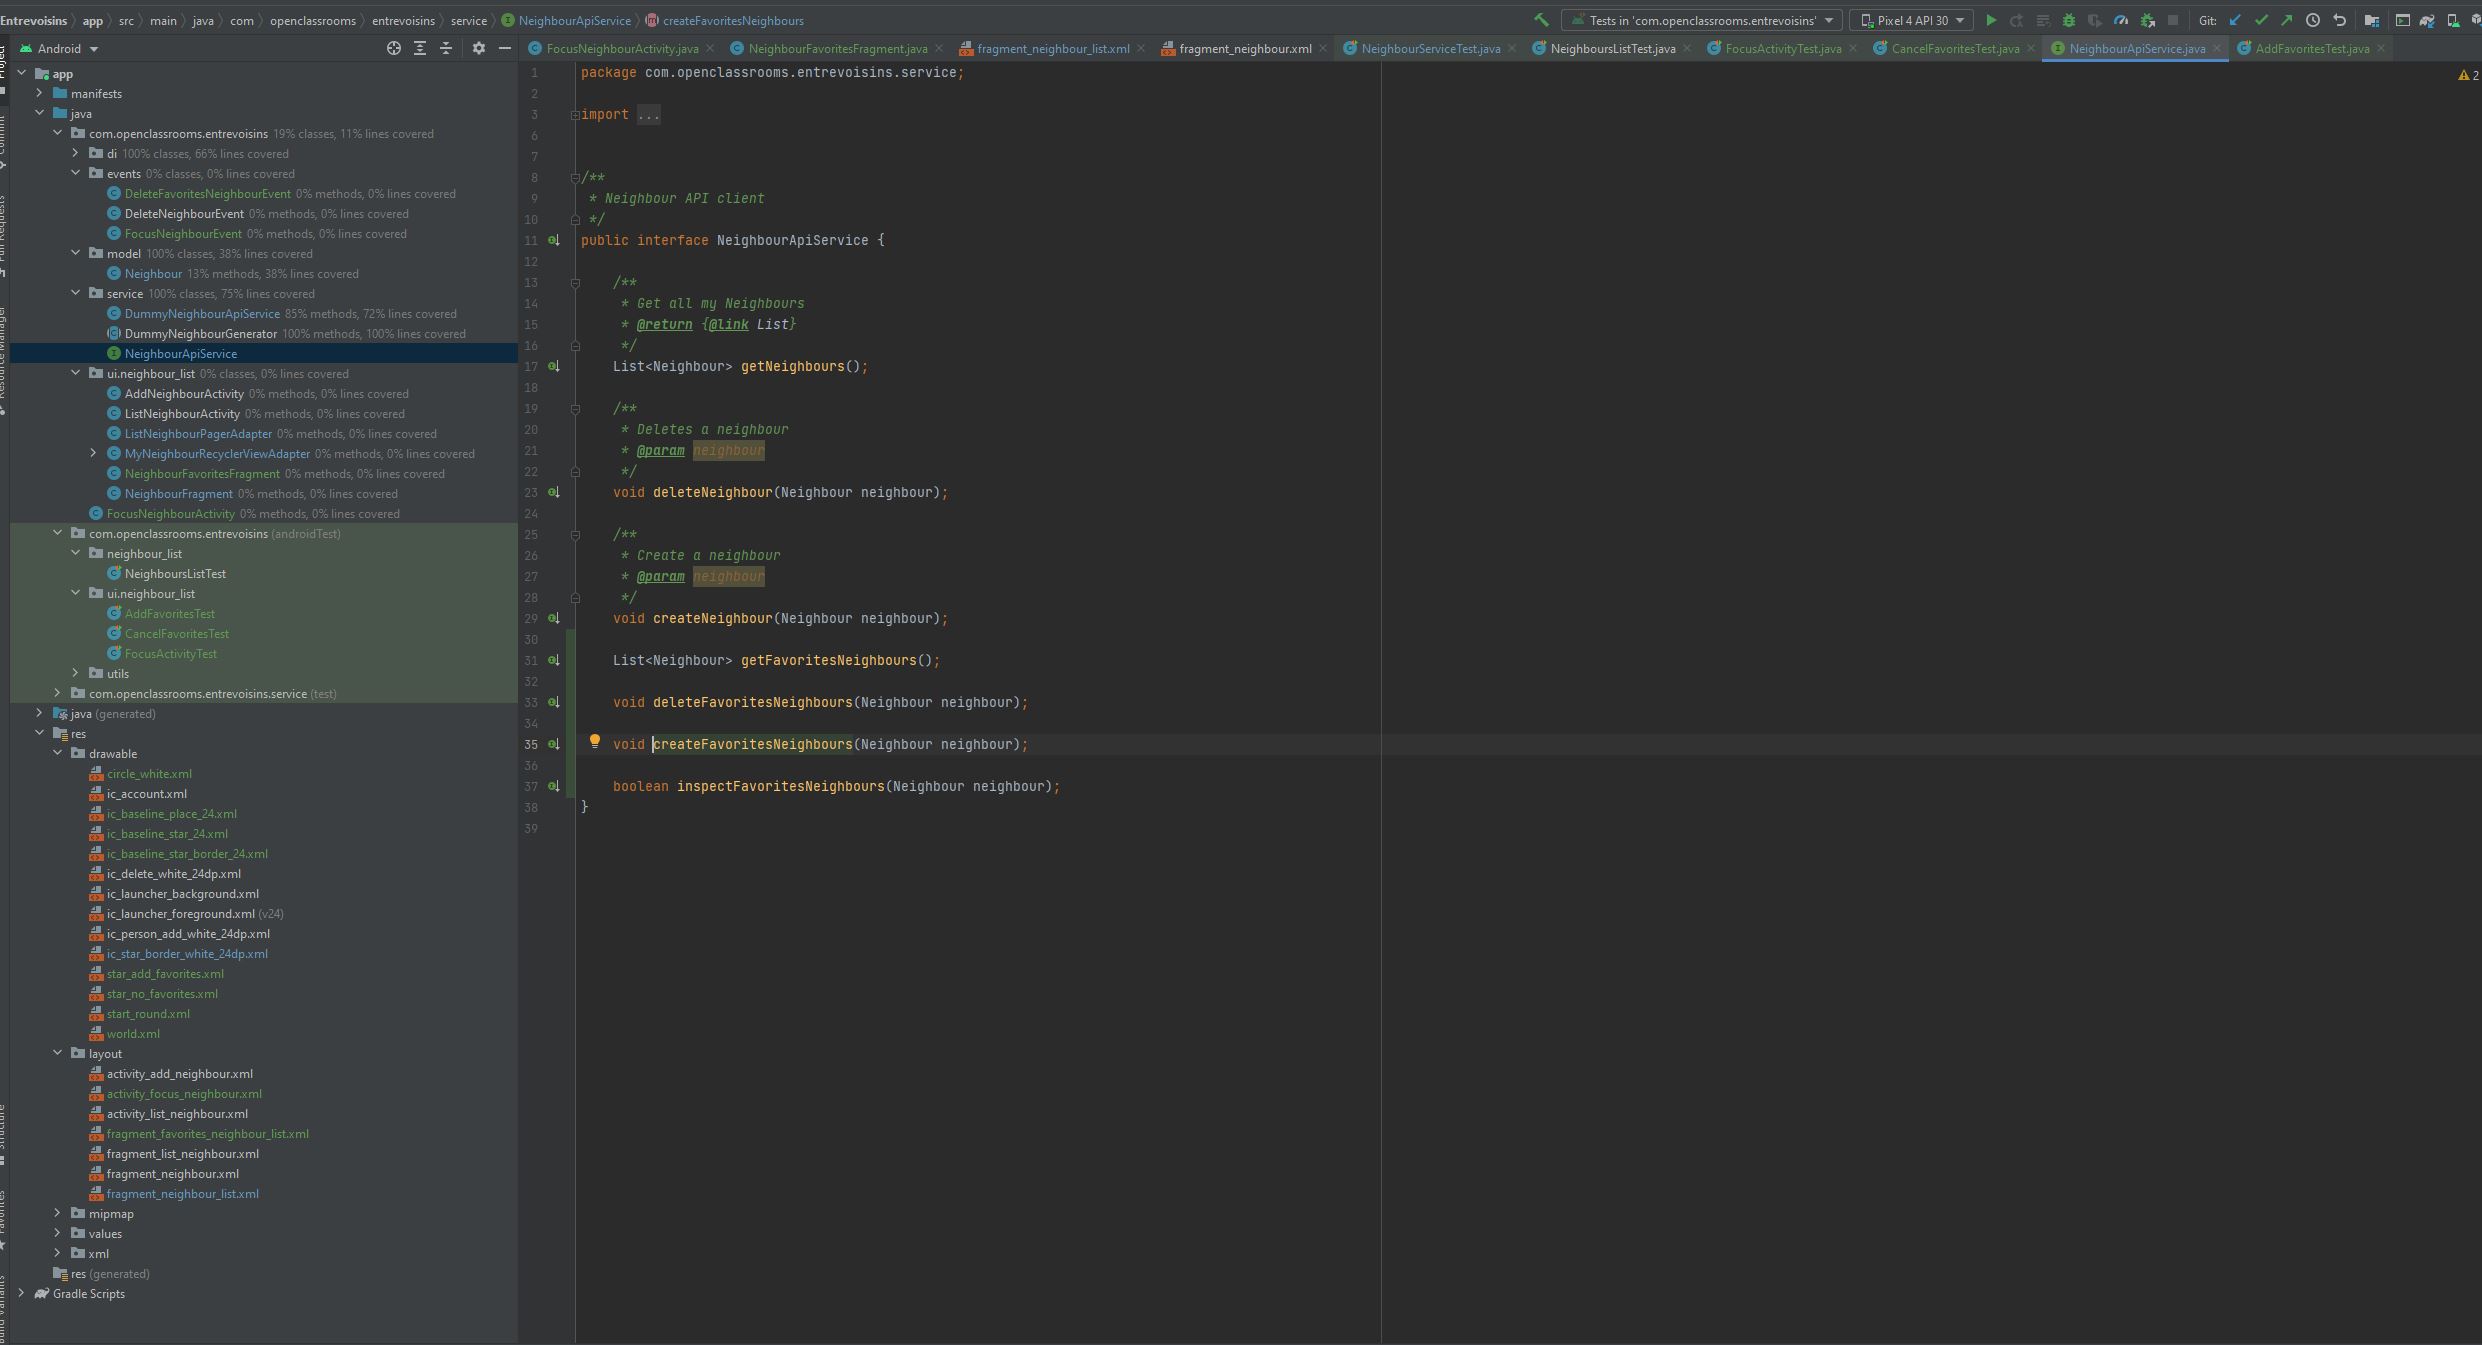 Entrevoisins app src main java com openclassrooms entrevoisins service NeighbourApiService createFavoritesNeighbours
Tests in 'com.openclassrooms.entrevoisins' Pixel 4 API 30 Git:
Android
FocusNeighbourActivity.java NeighbourFavoritesFragment.java fragment_neighbour_list.xml fragment_neighbour.xml NeighbourServiceTest.java NeighboursListTest.java FocusActivityTest.java CancelFavoritesTest.java NeighbourApiService.java AddFavoritesTest.java
app
manifests
java
com.openclassrooms.entrevoisins 19% classes, 11% lines covered
di 100% classes, 66% lines covered
events 0% classes, 0% lines covered
DeleteFavoritesNeighbourEvent 0% methods, 0% lines covered
DeleteNeighbourEvent 0% methods, 0% lines covered
FocusNeighbourEvent 0% methods, 0% lines covered
model 100% classes, 38% lines covered
Neighbour 13% methods, 38% lines covered
service 100% classes, 75% lines covered
DummyNeighbourApiService 85% methods, 72% lines covered
DummyNeighbourGenerator 100% methods, 100% lines covered
NeighbourApiService
ui.neighbour_list 0% classes, 0% lines covered
AddNeighbourActivity 0% methods, 0% lines covered
ListNeighbourActivity 0% methods, 0% lines covered
ListNeighbourPagerAdapter 0% methods, 0% lines covered
MyNeighbourRecyclerViewAdapter 0% methods, 0% lines covered
NeighbourFavoritesFragment 0% methods, 0% lines covered
NeighbourFragment 0% methods, 0% lines covered
FocusNeighbourActivity 0% methods, 0% lines covered
com.openclassrooms.entrevoisins (androidTest)
neighbour_list
NeighboursListTest
ui.neighbour_list
AddFavoritesTest
CancelFavoritesTest
FocusActivityTest
utils
com.openclassrooms.entrevoisins.service (test)
java (generated)
res
drawable
circle_white.xml
ic_account.xml
ic_baseline_place_24.xml
ic_baseline_star_24.xml
ic_baseline_star_border_24.xml
ic_delete_white_24dp.xml
ic_launcher_background.xml
ic_launcher_foreground.xml (v24)
ic_person_add_white_24dp.xml
ic_star_border_white_24dp.xml
star_add_favorites.xml
star_no_favorites.xml
start_round.xml
world.xml
layout
activity_add_neighbour.xml
activity_focus_neighbour.xml
activity_list_neighbour.xml
fragment_favorites_neighbour_list.xml
fragment_list_neighbour.xml
fragment_neighbour.xml
fragment_neighbour_list.xml
mipmap
values
xml
res (generated)
Gradle Scripts
2
1 package com.openclassrooms.entrevoisins.service;
2
3 import ...
6
7
8 /**
9 * Neighbour API client
10 */
11 public interface NeighbourApiService {
12
13 /**
14 * Get all my Neighbours
15 * @return {@link List}
16 */
17 List<Neighbour> getNeighbours();
18
19 /**
20 * Deletes a neighbour
21 * @param neighbour
22 */
23 void deleteNeighbour(Neighbour neighbour);
24
25 /**
26 * Create a neighbour
27 * @param neighbour
28 */
29 void createNeighbour(Neighbour neighbour);
30
31 List<Neighbour> getFavoritesNeighbours();
32
33 void deleteFavoritesNeighbours(Neighbour neighbour);
34
35 void createFavoritesNeighbours(Neighbour neighbour);
36
37 boolean inspectFavoritesNeighbours(Neighbour neighbour);
38 }
39